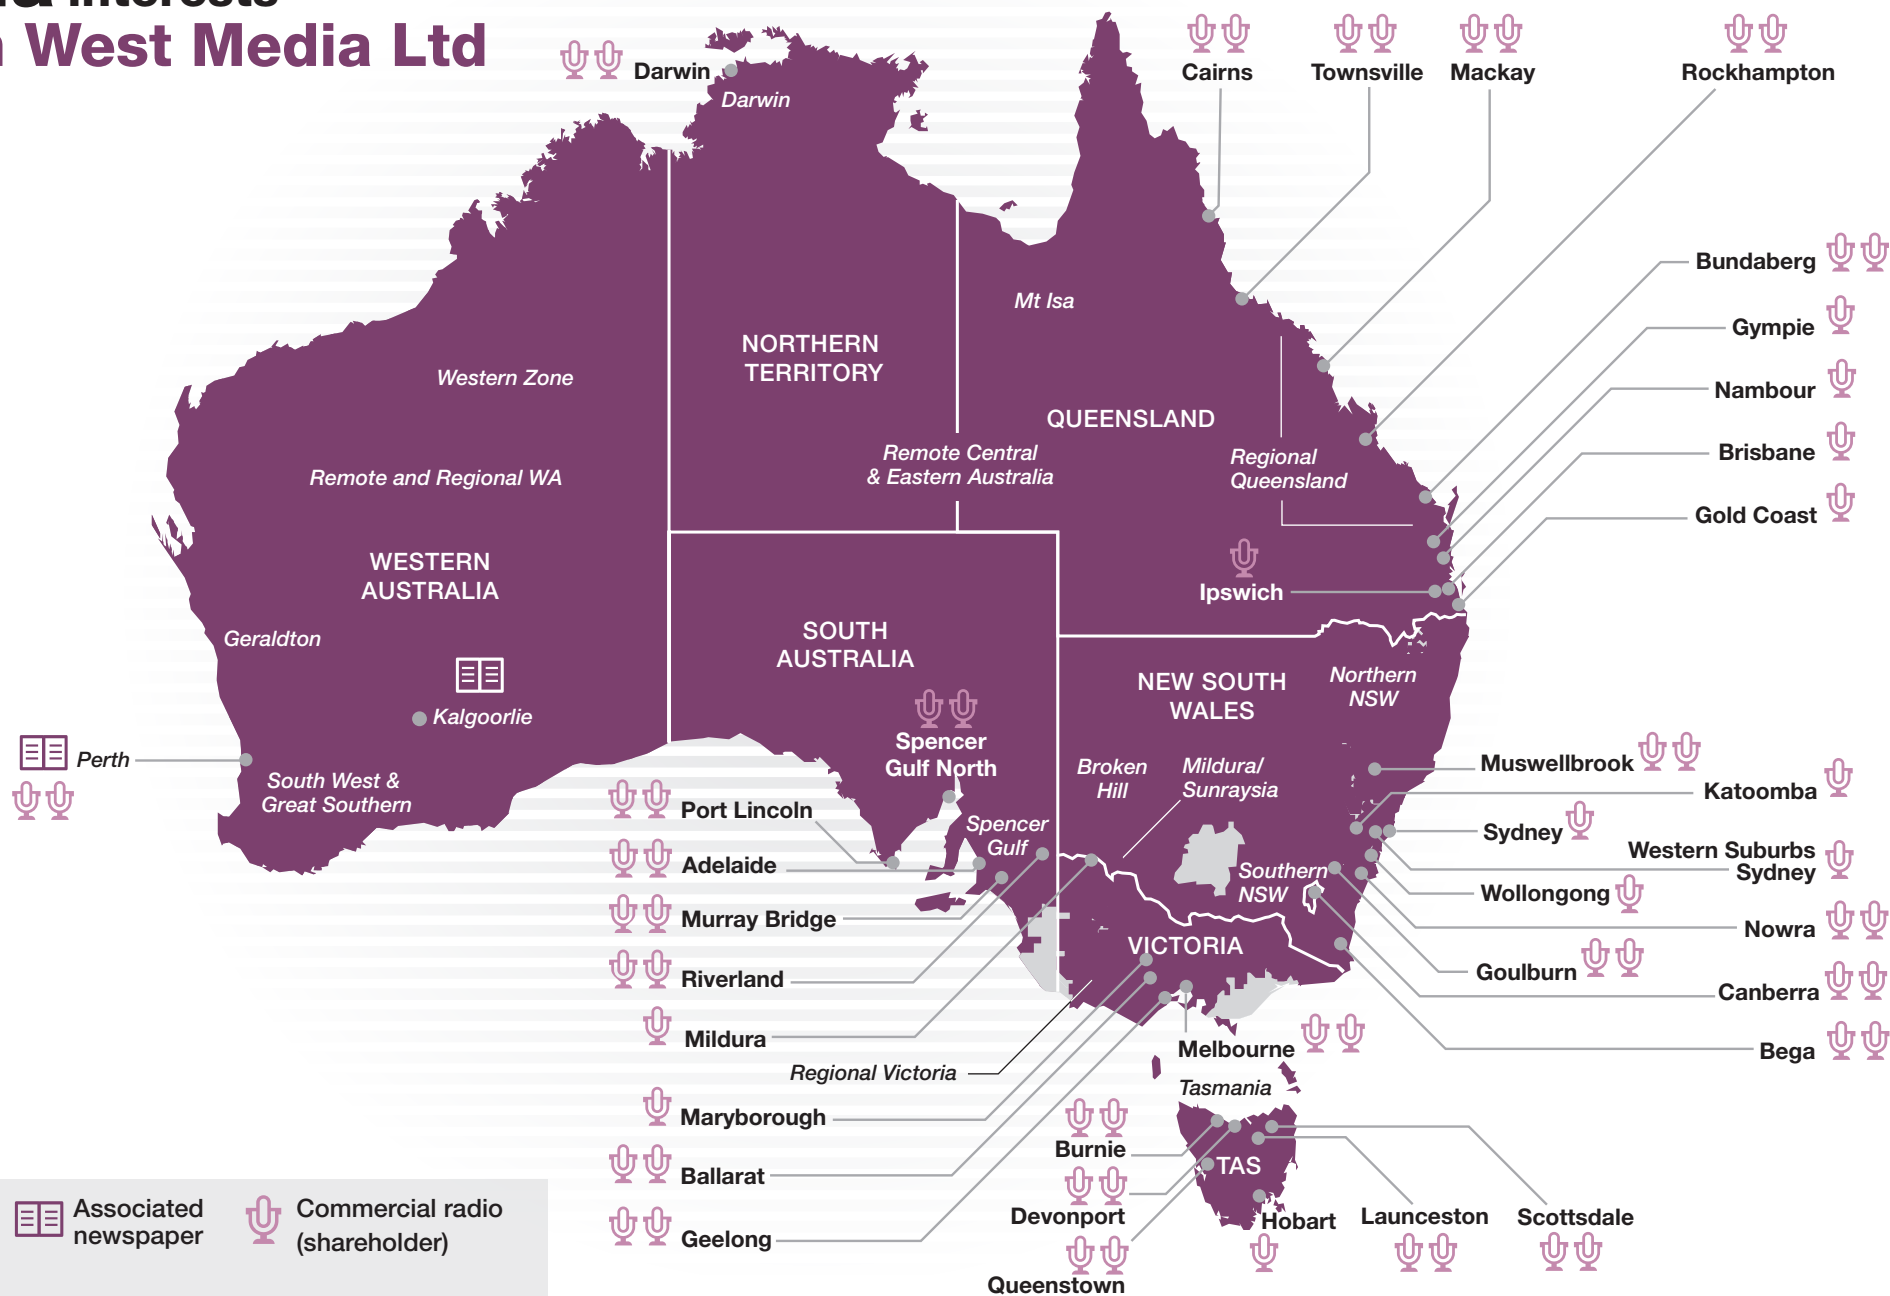 interests
West Media Ltd
Darwin
Darwin
Cairns
Townsville
Mackay
Rockhampton
Bundaberg
Gympie
Nambour
Brisbane
Gold Coast
Ipswich
Mt Isa
NORTHERN
TERRITORY
Western Zone
QUEENSLAND
Remote Central
& Eastern Australia
Regional
Queensland
Remote and Regional WA
WESTERN
AUSTRALIA
Geraldton
SOUTH
AUSTRALIA
NEW SOUTH
WALES
Northern
NSW
Kalgoorlie
Perth
South West &
Great Southern
Spencer
Gulf North
Broken
Hill
Mildura/
Sunraysia
Spencer
Gulf
Southern
NSW
VICTORIA
Port Lincoln
Adelaide
Murray Bridge
Riverland
Mildura
Regional Victoria
Maryborough
Ballarat
Geelong
Muswellbrook
Katoomba
Sydney
Western Suburbs
Sydney
Wollongong
Nowra
Goulburn
Canberra
Bega
Melbourne
Tasmania
Burnie
TAS
Devonport
Queenstown
Hobart
Launceston
Scottsdale
Associated
newspaper
Commercial radio
(shareholder)